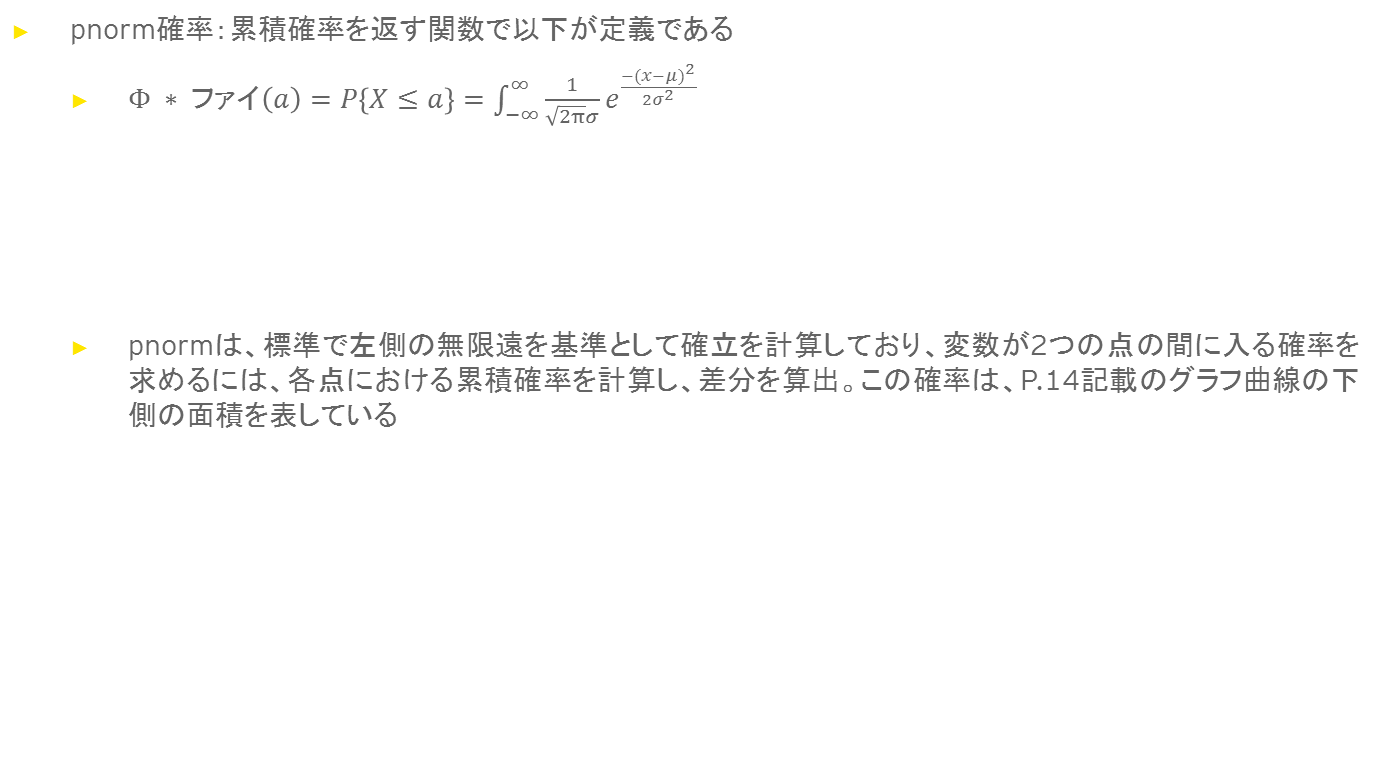 ► pnorm確率：累積確率を返す関数で以下が定義である
► Φ ∗ ファイ(a) = P{X ≤ a} = ∫_{−∞}^{∞} \frac{1}{\sqrt{2π}σ} e^{\frac{−(x−μ)^2}{2σ^2}}
► pnormは、標準で左側の無限遠を基準として確立を計算しており、変数が2つの点の間に入る確率を
求めるには、各点における累積確率を計算し、差分を算出。この確率は、P.14記載のグラフ曲線の下
側の面積を表している